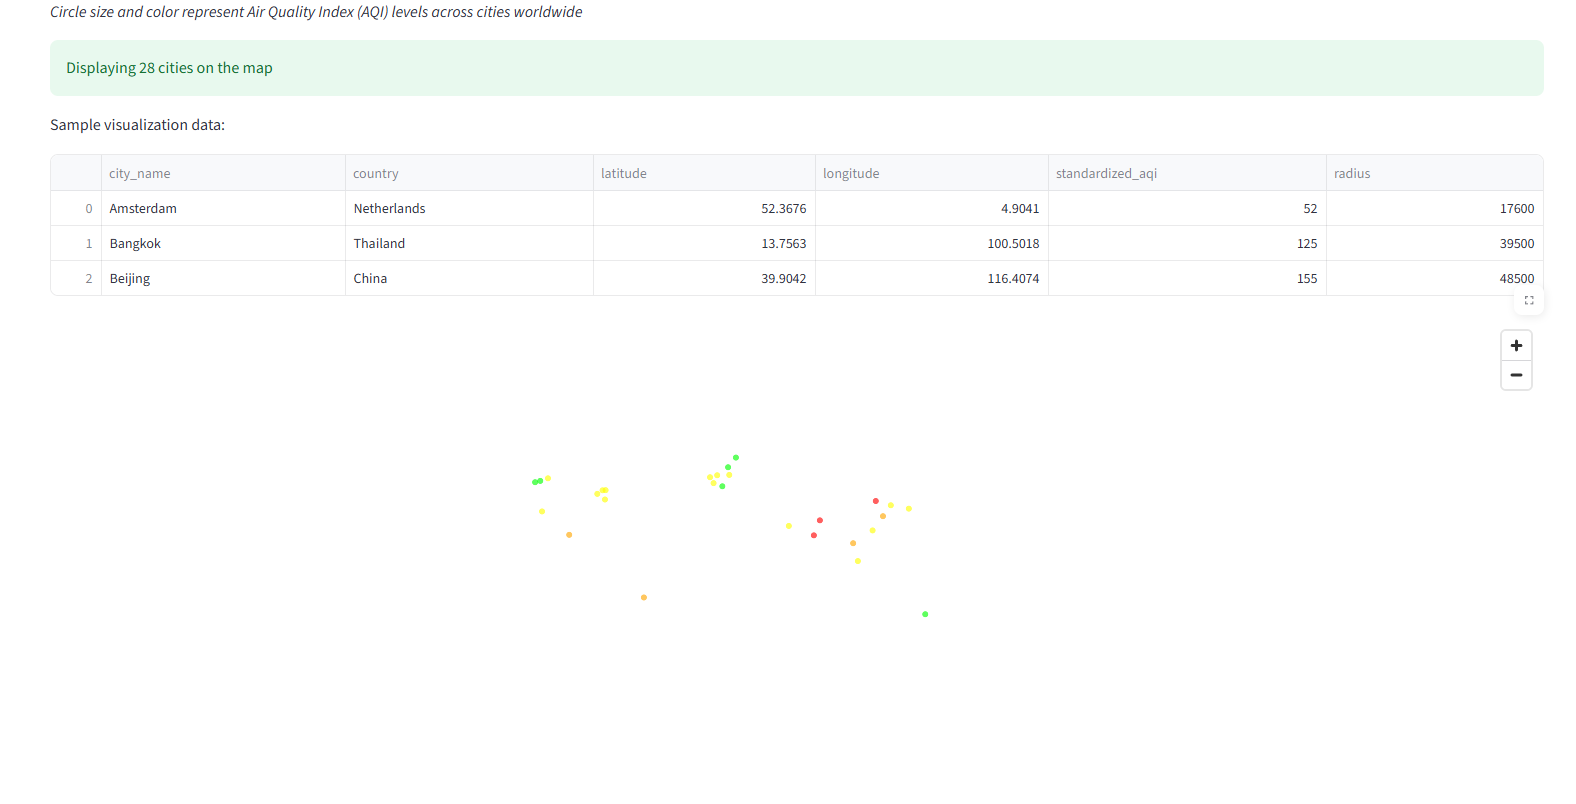 Circle size and color represent Air Quality Index (AQI) levels across cities worldwide
Displaying 28 cities on the map
Sample visualization data:
city_name country latitude longitude standardized_aqi radius
0 Amsterdam Netherlands 52.3676 4.9041 52 17600
1 Bangkok Thailand 13.7563 100.5018 125 39500
2 Beijing China 39.9042 116.4074 155 48500